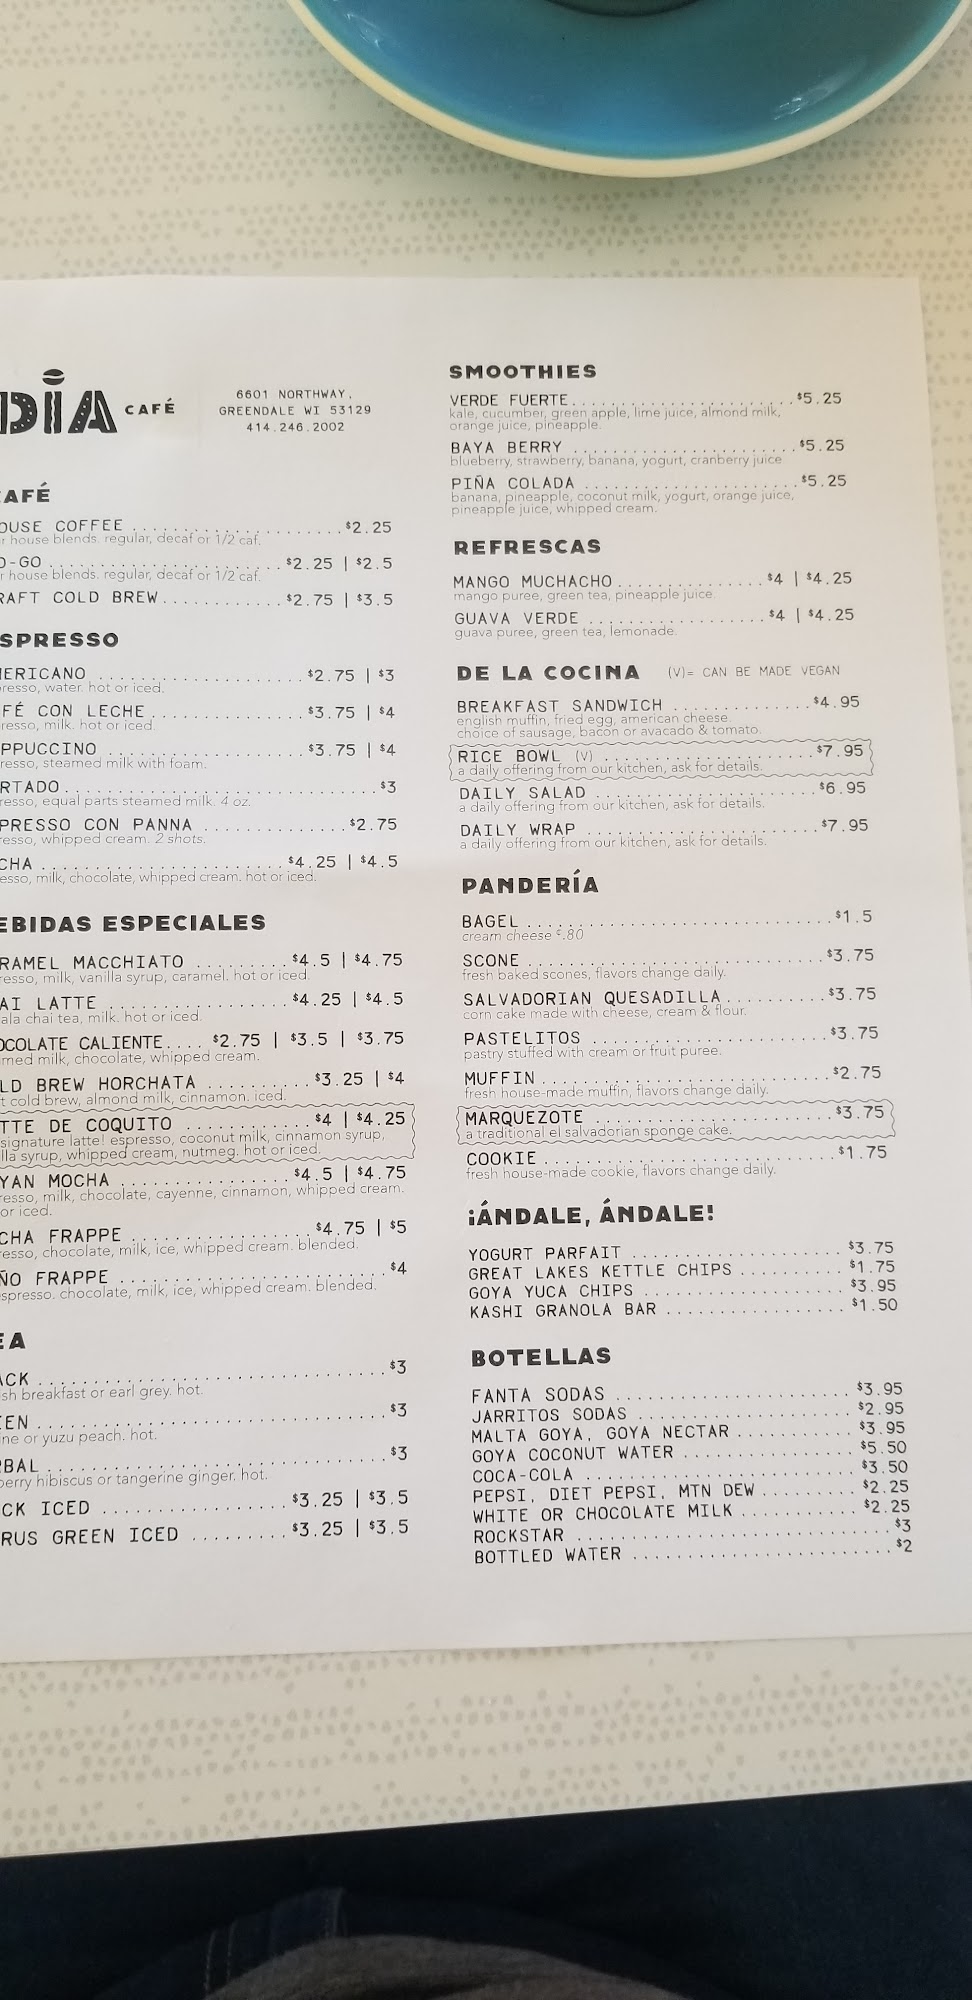 DIA CAFÉ
6601 NORTHWAY,
GREENDALE WI 53129
414.246.2002
CAFÉ
OUSE COFFEE $2.25
r house blends. regular, decaf or 1/2 caf.
O-GO $2.25 | $2.5
r house blends. regular, decaf or 1/2 caf.
RAFT COLD BREW $2.75 | $3.5
SPRESSO
MERICANO $2.75 | $3
resso, water. hot or iced.
FÉ CON LECHE $3.75 | $4
resso, milk. hot or iced.
PPUCCINO $3.75 | $4
resso, steamed milk with foam.
RTADO $3
resso, equal parts steamed milk. 4 oz.
PRESSO CON PANNA $2.75
resso, whipped cream. 2 shots.
CHA $4.25 | $4.5
esso, milk, chocolate, whipped cream. hot or iced.
EBIDAS ESPECIALES
RAMEL MACCHIATO $4.5 | $4.75
resso, milk, vanilla syrup, caramel. hot or iced.
AI LATTE $4.25 | $4.5
ala chai tea, milk. hot or iced.
OCOLATE CALIENTE $2.75 | $3.5 | $3.75
med milk, chocolate, whipped cream.
LD BREW HORCHATA $3.25 | $4
t cold brew, almond milk, cinnamon. iced.
TTE DE COQUITO $4 | $4.25
signature latte! espresso, coconut milk, cinnamon syrup,
lla syrup, whipped cream, nutmeg. hot or iced.
YAN MOCHA $4.5 | $4.75
resso, milk, chocolate, cayenne, cinnamon, whipped cream.
or iced.
CHA FRAPPE $4.75 | $5
resso, chocolate, milk, ice, whipped cream. blended.
ÑO FRAPPE $4
spresso. chocolate, milk, ice, whipped cream. blended.
EA
ACK $3
sh breakfast or earl grey. hot.
EEN $3
ine or yuzu peach. hot.
RBAL $3
berry hibiscus or tangerine ginger. hot.
CK ICED $3.25 | $3.5
RUS GREEN ICED $3.25 | $3.5
SMOOTHIES
VERDE FUERTE $5.25
kale, cucumber, green apple, lime juice, almond milk,
orange juice, pineapple.
BAYA BERRY $5.25
blueberry, strawberry, banana, yogurt, cranberry juice
PIÑA COLADA $5.25
banana, pineapple, coconut milk, yogurt, orange juice,
pineapple juice, whipped cream.
REFRESCAS
MANGO MUCHACHO $4 | $4.25
mango puree, green tea, pineapple juice.
GUAVA VERDE $4 | $4.25
guava puree, green tea, lemonade.
DE LA COCINA (V)= CAN BE MADE VEGAN
BREAKFAST SANDWICH $4.95
english muffin, fried egg, american cheese.
choice of sausage, bacon or avacado & tomato.
RICE BOWL (V) $7.95
a daily offering from our kitchen, ask for details.
DAILY SALAD $6.95
a daily offering from our kitchen, ask for details.
DAILY WRAP $7.95
a daily offering from our kitchen, ask for details.
PANDERÍA
BAGEL $1.5
cream cheese ¢.80
SCONE $3.75
fresh baked scones, flavors change daily.
SALVADORIAN QUESADILLA $3.75
corn cake made with cheese, cream & flour.
PASTELITOS $3.75
pastry stuffed with cream or fruit puree.
MUFFIN $2.75
fresh house-made muffin, flavors change daily.
MARQUEZOTE $3.75
a traditional el salvadorian sponge cake.
COOKIE $1.75
fresh house-made cookie, flavors change daily.
¡ÁNDALE, ÁNDALE!
YOGURT PARFAIT $3.75
GREAT LAKES KETTLE CHIPS $1.75
GOYA YUCA CHIPS $3.95
KASHI GRANOLA BAR $1.50
BOTELLAS
FANTA SODAS $3.95
JARRITOS SODAS $2.95
MALTA GOYA, GOYA NECTAR $3.95
GOYA COCONUT WATER $5.50
COCA-COLA $3.50
PEPSI, DIET PEPSI, MTN DEW $2.25
WHITE OR CHOCOLATE MILK $2.25
ROCKSTAR $3
BOTTLED WATER $2